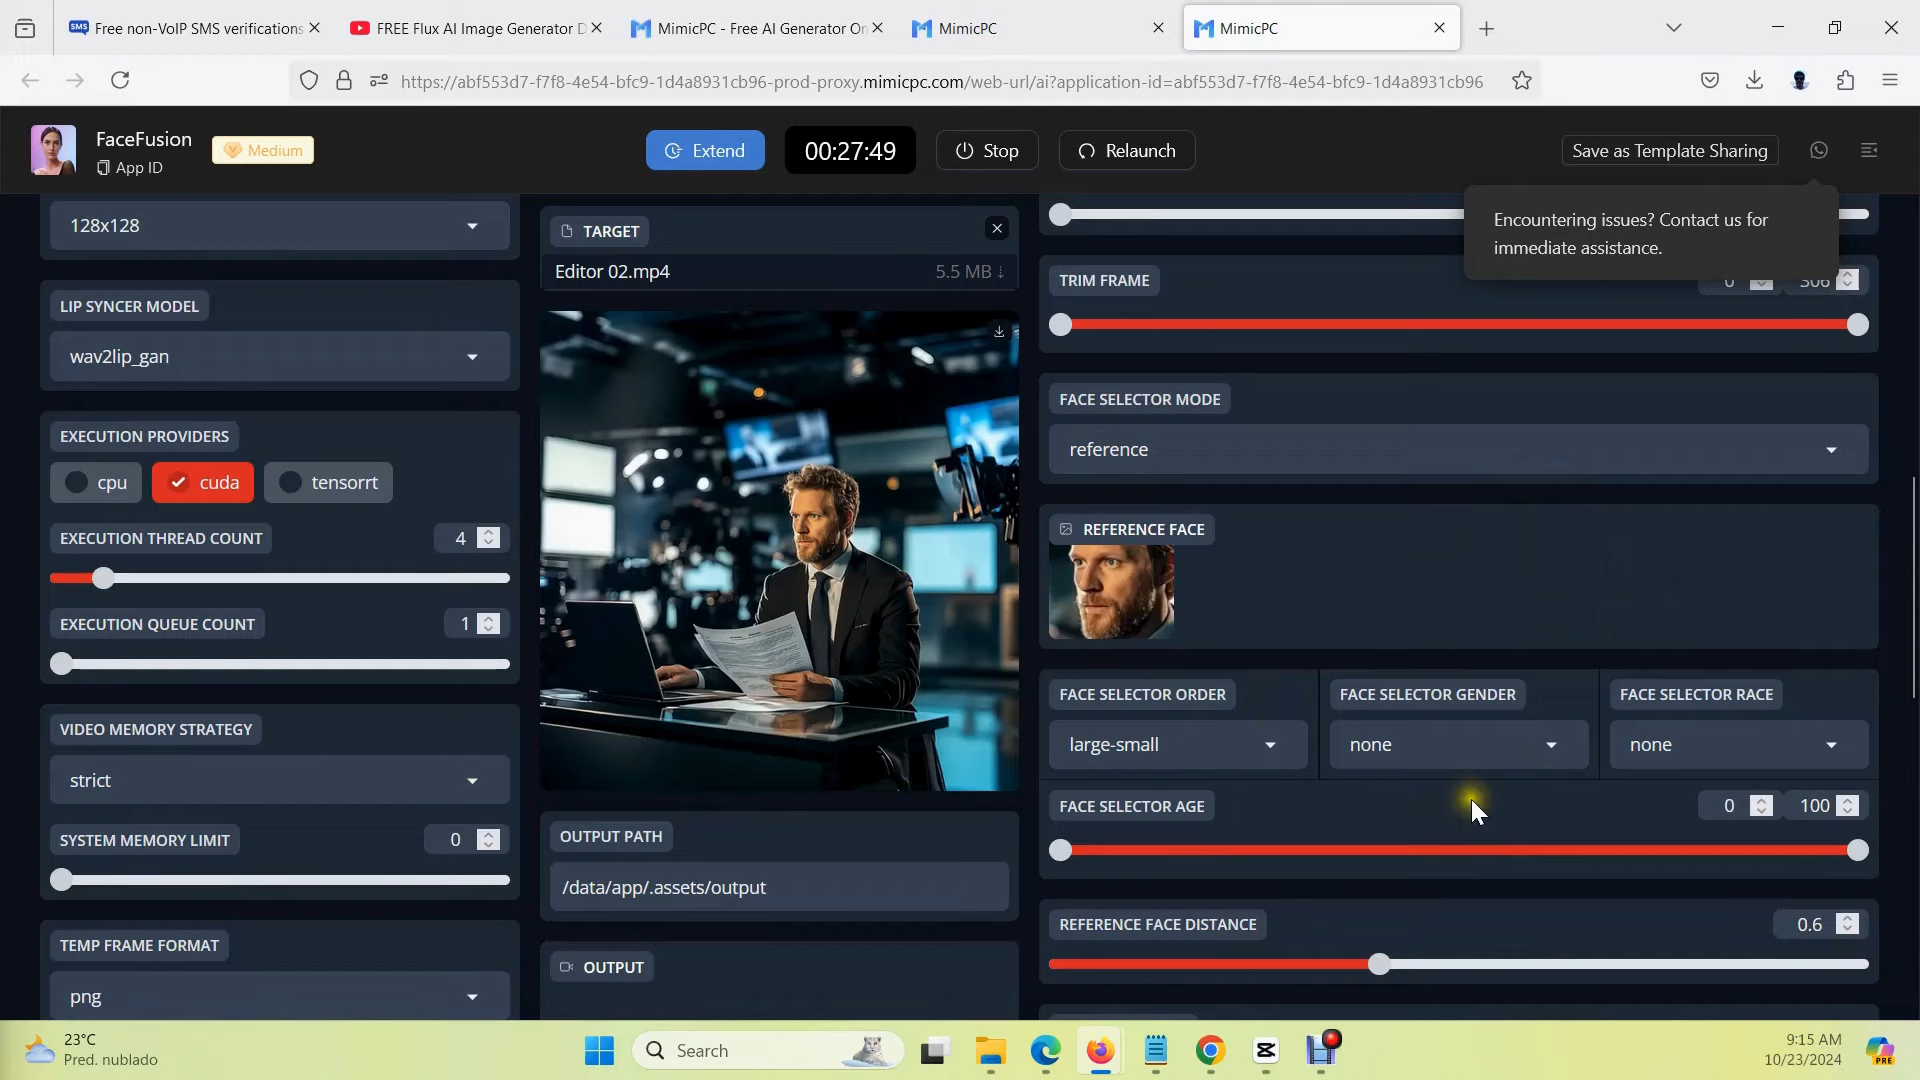 Free non-VoIP SMS verifications
FREE Flux AI Image Generator D
MimicPC - Free AI Generator On
MimicPC
MimicPC
https://abf553d7-f7f8-4e54-bfc9-1d4a8931cb96-prod-proxy.mimicpc.com/web-url/ai?application-id=abf553d7-f7f8-4e54-bfc9-1d4a8931cb96
FaceFusion
App ID
Medium
Extend
00:27:49
Stop
Relaunch
Save as Template Sharing
Encountering issues? Contact us for
immediate assistance.
128x128
LIP SYNCER MODEL
wav2lip_gan
EXECUTION PROVIDERS
cpu
cuda
tensorrt
EXECUTION THREAD COUNT
4
EXECUTION QUEUE COUNT
1
VIDEO MEMORY STRATEGY
strict
SYSTEM MEMORY LIMIT
0
TEMP FRAME FORMAT
png
TARGET
Editor 02.mp4
5.5 MB ↓
OUTPUT PATH
/data/app/.assets/output
OUTPUT
TRIM FRAME
0
306
FACE SELECTOR MODE
reference
REFERENCE FACE
FACE SELECTOR ORDER
large-small
FACE SELECTOR GENDER
none
FACE SELECTOR RACE
none
FACE SELECTOR AGE
0
100
REFERENCE FACE DISTANCE
0.6
23°C
Pred. nublado
Search
9:15 AM
10/23/2024
PRE